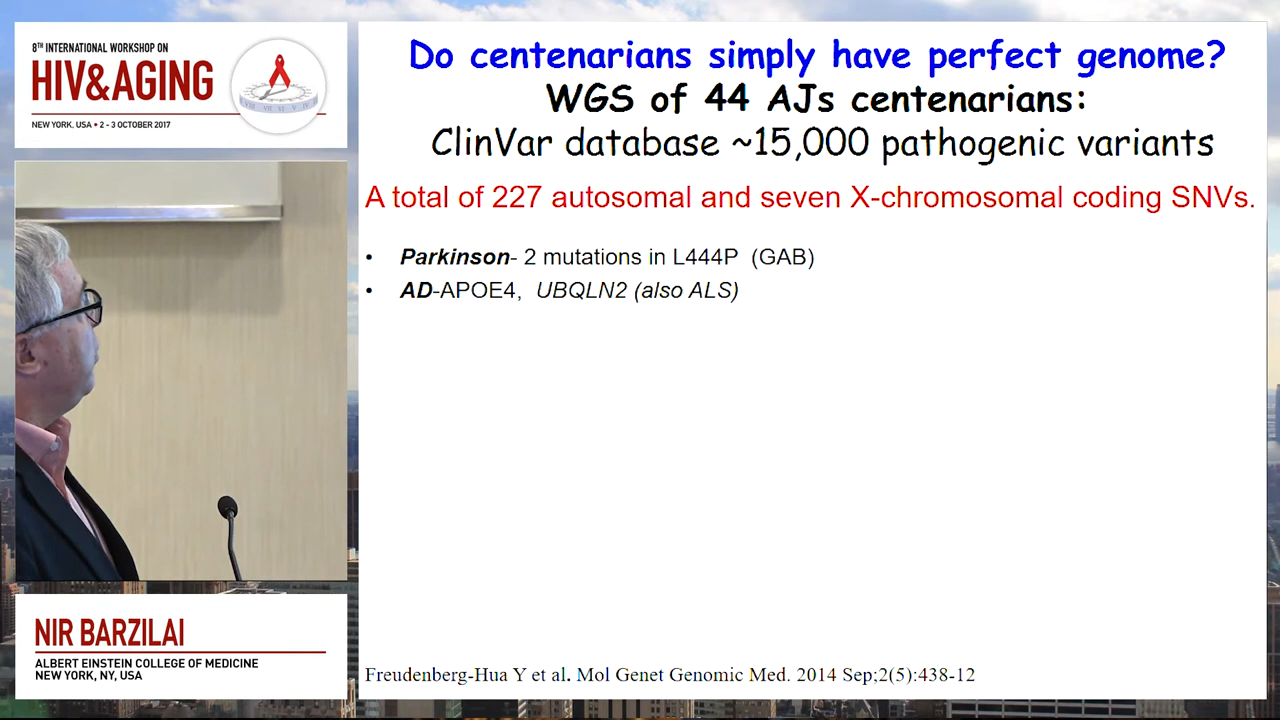 8TH INTERNATIONAL WORKSHOP ON
HIV&AGING
NEW YORK, USA • 2 - 3 OCTOBER 2017
Do centenarians simply have perfect genome?
WGS of 44 AJs centenarians:
ClinVar database ~15,000 pathogenic variants
A total of 227 autosomal and seven X-chromosomal coding SNVs.
• Parkinson- 2 mutations in L444P (GAB)
• AD-APOE4, UBQLN2 (also ALS)
Freudenberg-Hua Y et al. Mol Genet Genomic Med. 2014 Sep;2(5):438-12
NIR BARZILAI
ALBERT EINSTEIN COLLEGE OF MEDICINE
NEW YORK, NY, USA